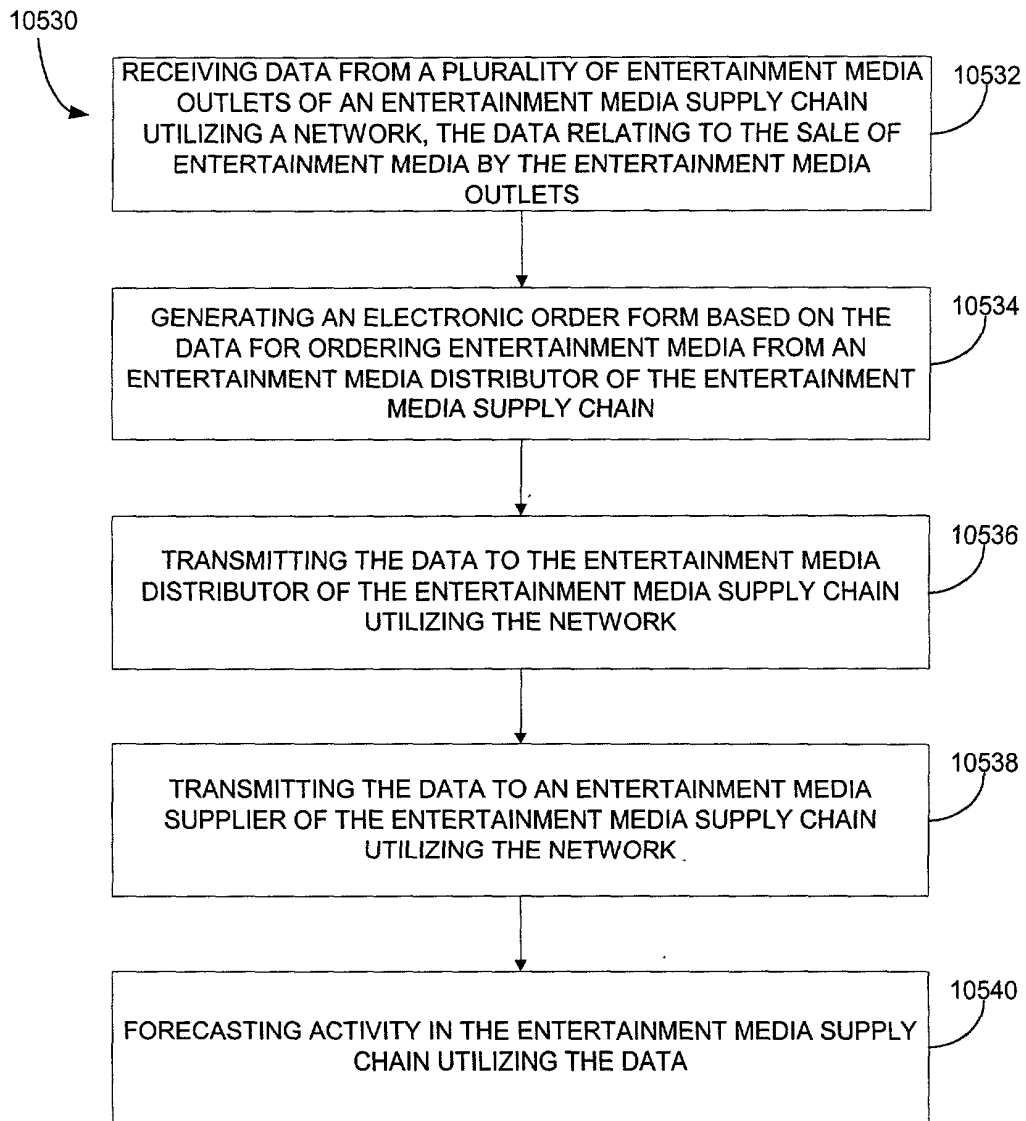 10530
RECEIVING DATA FROM A PLURALITY OF ENTERTAINMENT MEDIA
OUTLETS OF AN ENTERTAINMENT MEDIA SUPPLY CHAIN
UTILIZING A NETWORK, THE DATA RELATING TO THE SALE OF
ENTERTAINMENT MEDIA BY THE ENTERTAINMENT MEDIA
OUTLETS
10532
GENERATING AN ELECTRONIC ORDER FORM BASED ON THE
DATA FOR ORDERING ENTERTAINMENT MEDIA FROM AN
ENTERTAINMENT MEDIA DISTRIBUTOR OF THE ENTERTAINMENT
MEDIA SUPPLY CHAIN
10534
TRANSMITTING THE DATA TO THE ENTERTAINMENT MEDIA
DISTRIBUTOR OF THE ENTERTAINMENT MEDIA SUPPLY CHAIN
UTILIZING THE NETWORK
10536
TRANSMITTING THE DATA TO AN ENTERTAINMENT MEDIA
SUPPLIER OF THE ENTERTAINMENT MEDIA SUPPLY CHAIN
UTILIZING THE NETWORK
10538
FORECASTING ACTIVITY IN THE ENTERTAINMENT MEDIA SUPPLY
CHAIN UTILIZING THE DATA
10540